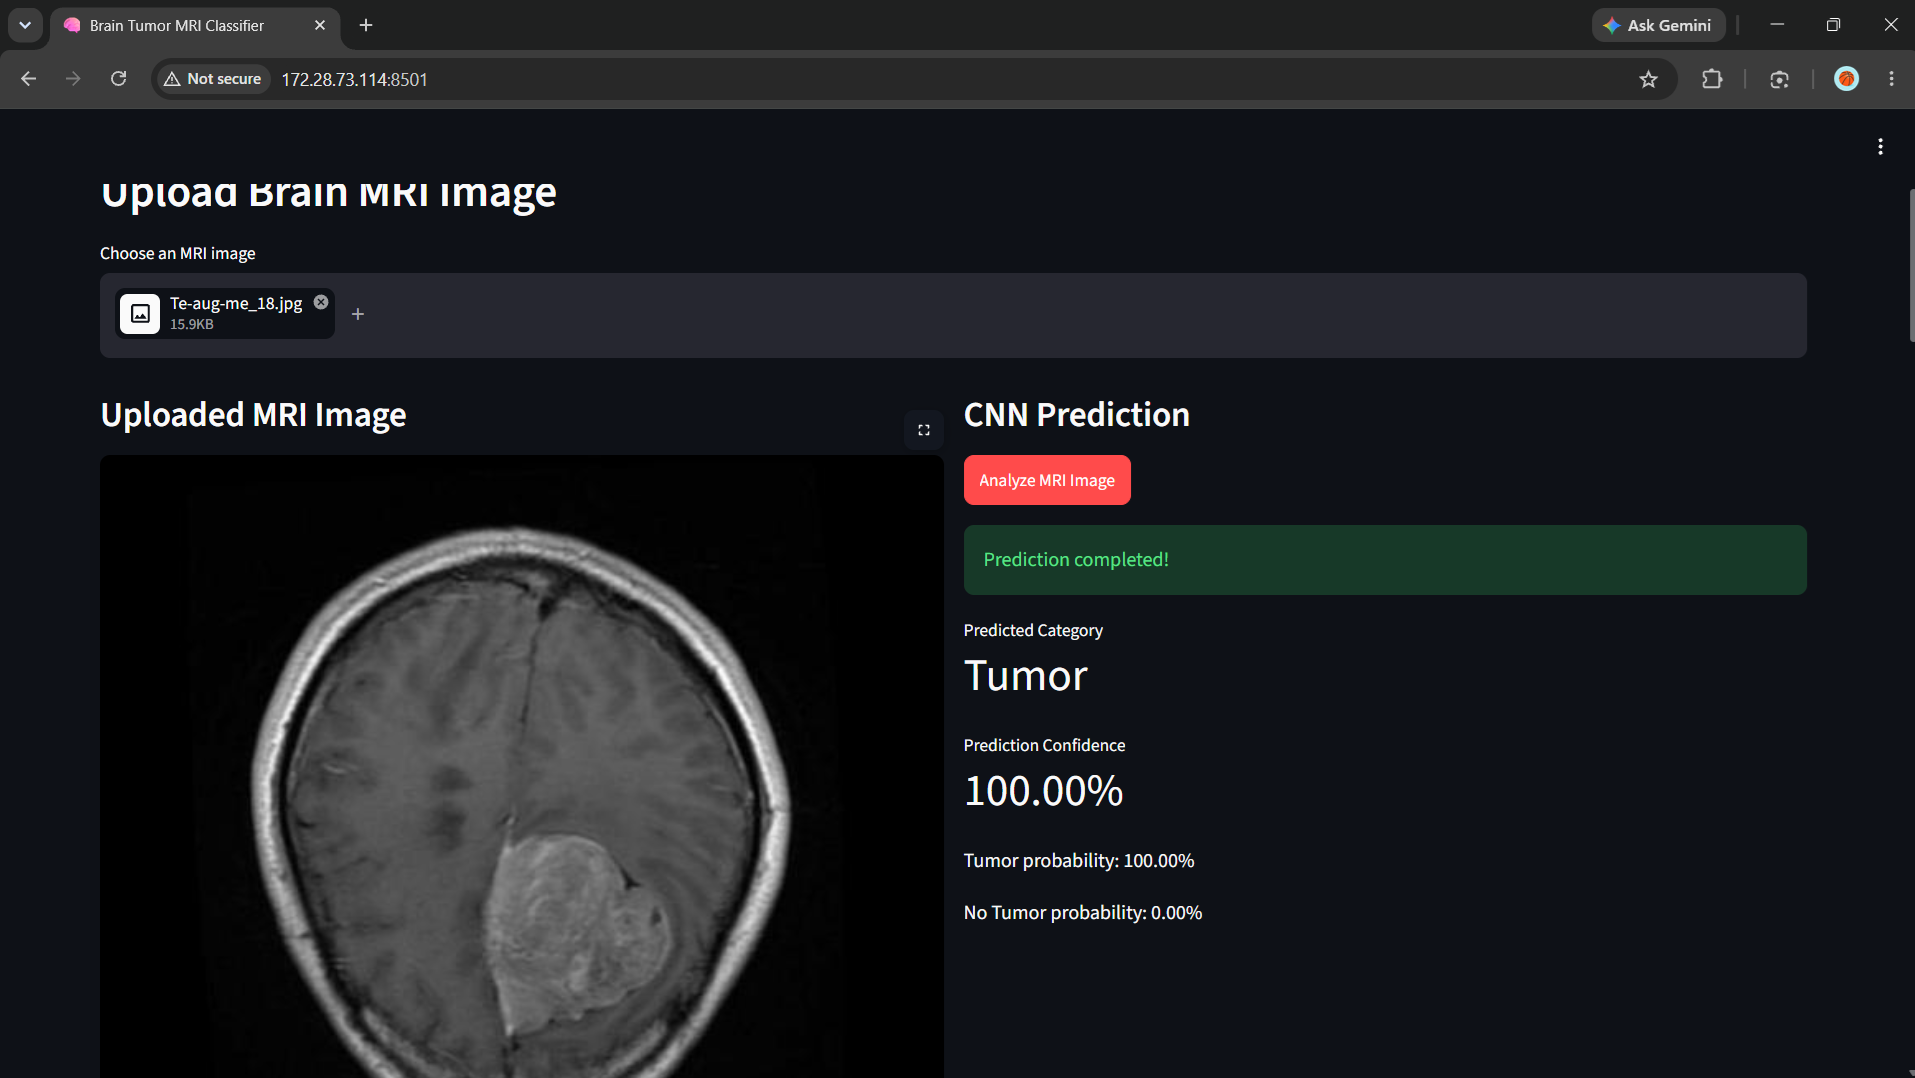 Brain Tumor MRI Classifier
Ask Gemini
Not secure
172.28.73.114:8501
Upload Brain MRI Image
Choose an MRI image
Te-aug-me_18.jpg
15.9KB
Uploaded MRI Image
CNN Prediction
Analyze MRI Image
Prediction completed!
Predicted Category
Tumor
Prediction Confidence
100.00%
Tumor probability: 100.00%
No Tumor probability: 0.00%